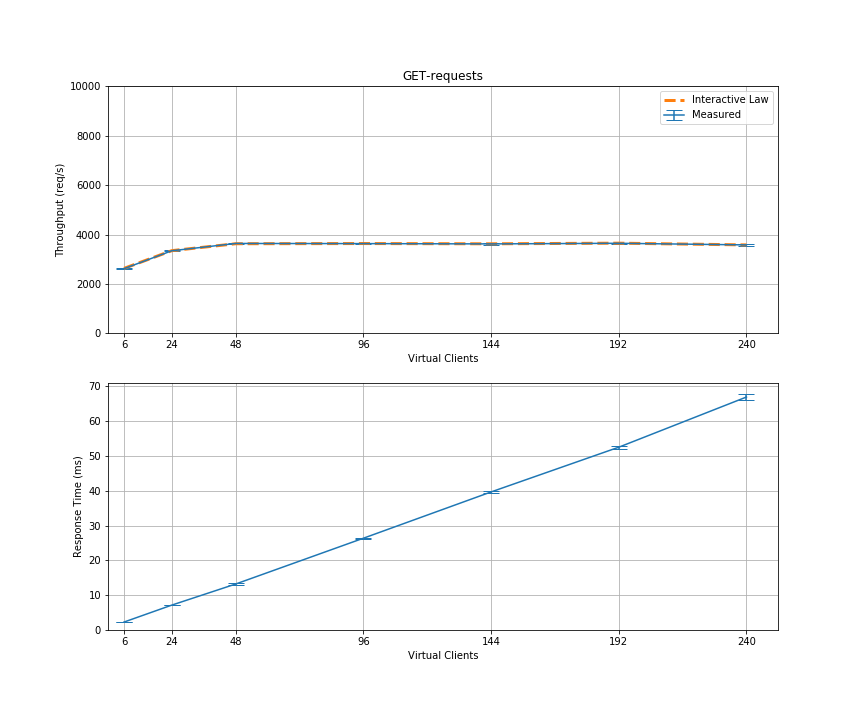 GET-requests
10000
8000
6000
4000
2000
0
Throughput (req/s)
Interactive Law
Measured
6 24 48 96 144 192 240
Virtual Clients
70
60
50
40
30
20
10
0
Response Time (ms)
6 24 48 96 144 192 240
Virtual Clients